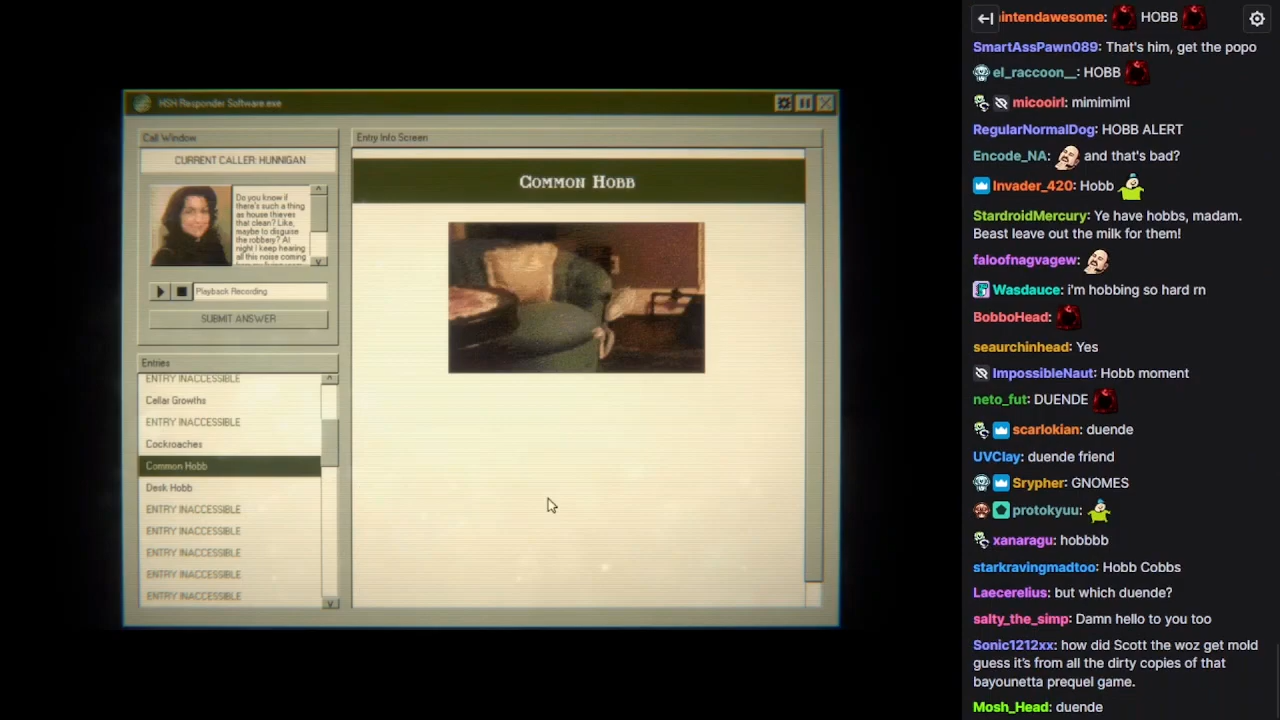 NSH Responder Software.exe
Call Window
CURRENT CALLER: HUNNIGAN
Do you know if
there's such a thing
as house thieves
that clean? Like,
maybe to disguise
the robbery? At
night I keep hearing
all this noise coming
Playback Recording
SUBMIT ANSWER
Entries
ENTRY INACCESSIBLE
Cellar Growths
ENTRY INACCESSIBLE
Cockroaches
Common Hobb
Desk Hobb
ENTRY INACCESSIBLE
ENTRY INACCESSIBLE
ENTRY INACCESSIBLE
ENTRY INACCESSIBLE
ENTRY INACCESSIBLE
Entry Info Screen
Common Hobb
intendawesome: HOBB
SmartAssPawn089: That's him, get the popo
el_raccoon__: HOBB
micooirl: mimimimi
RegularNormalDog: HOBB ALERT
Encode_NA: and that's bad?
Invader_420: Hobb
StardroidMercury: Ye have hobbs, madam.
Beast leave out the milk for them!
faloofnagvagew:
Wasdauce: i'm hobbing so hard rn
BobboHead:
seaurchinhead: Yes
ImpossibleNaut: Hobb moment
neto_fut: DUENDE
scarlokian: duende
UVClay: duende friend
Srypher: GNOMES
protokyuu:
xanaragu: hobbbb
starkravingmadtoo: Hobb Cobbs
Laecerelius: but which duende?
salty_the_simp: Damn hello to you too
Sonic1212xx: how did Scott the woz get mold
guess it's from all the dirty copies of that
bayounetta prequel game.
Mosh_Head: duende